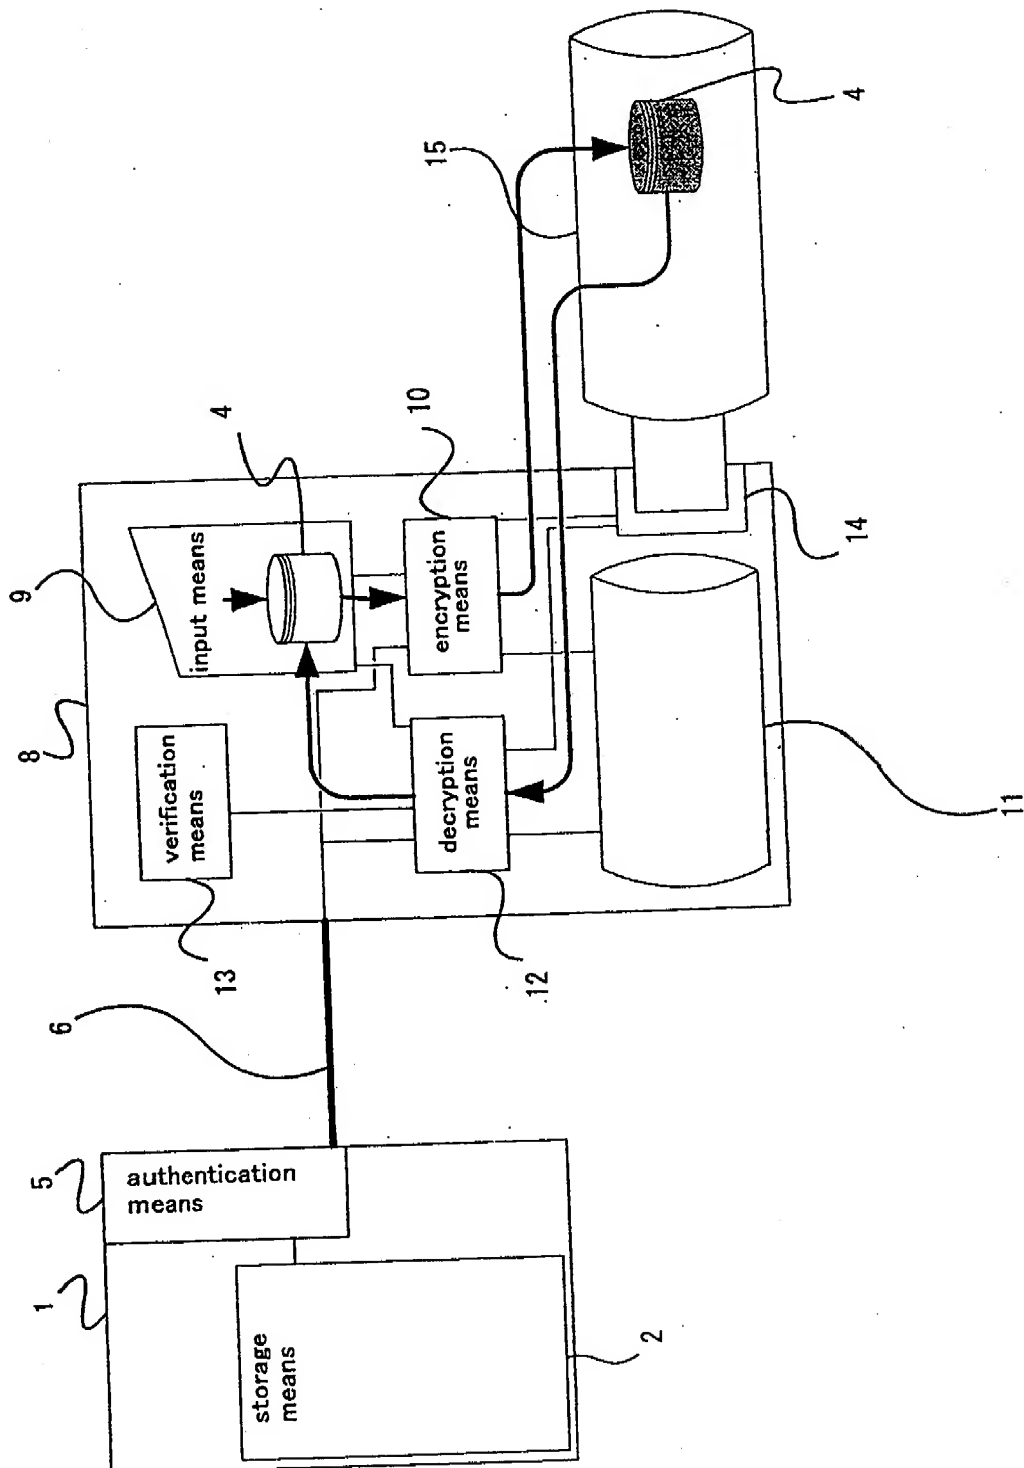 1
5
6
8
9
authentication
means
13
verification
means
input means
4
storage
means
2
12
decryption
means
encryption
means
10
15
14
4
11